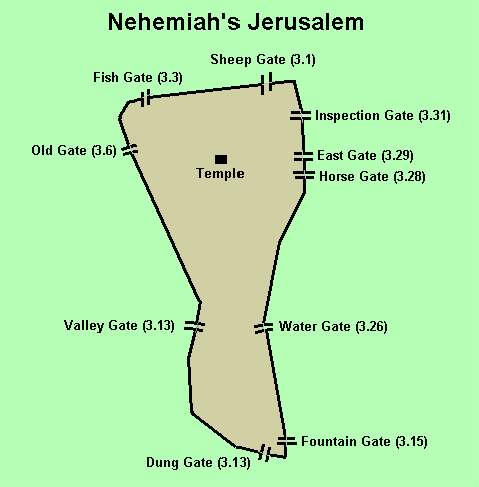 Nehemiah's Jerusalem
Sheep Gate (3.1)
Fish Gate (3.3)
Inspection Gate (3.31)
Old Gate (3.6)
East Gate (3.29)
Temple
Horse Gate (3.28)
Valley Gate (3.13)
Water Gate (3.26)
Fountain Gate (3.15)
Dung Gate (3.13)